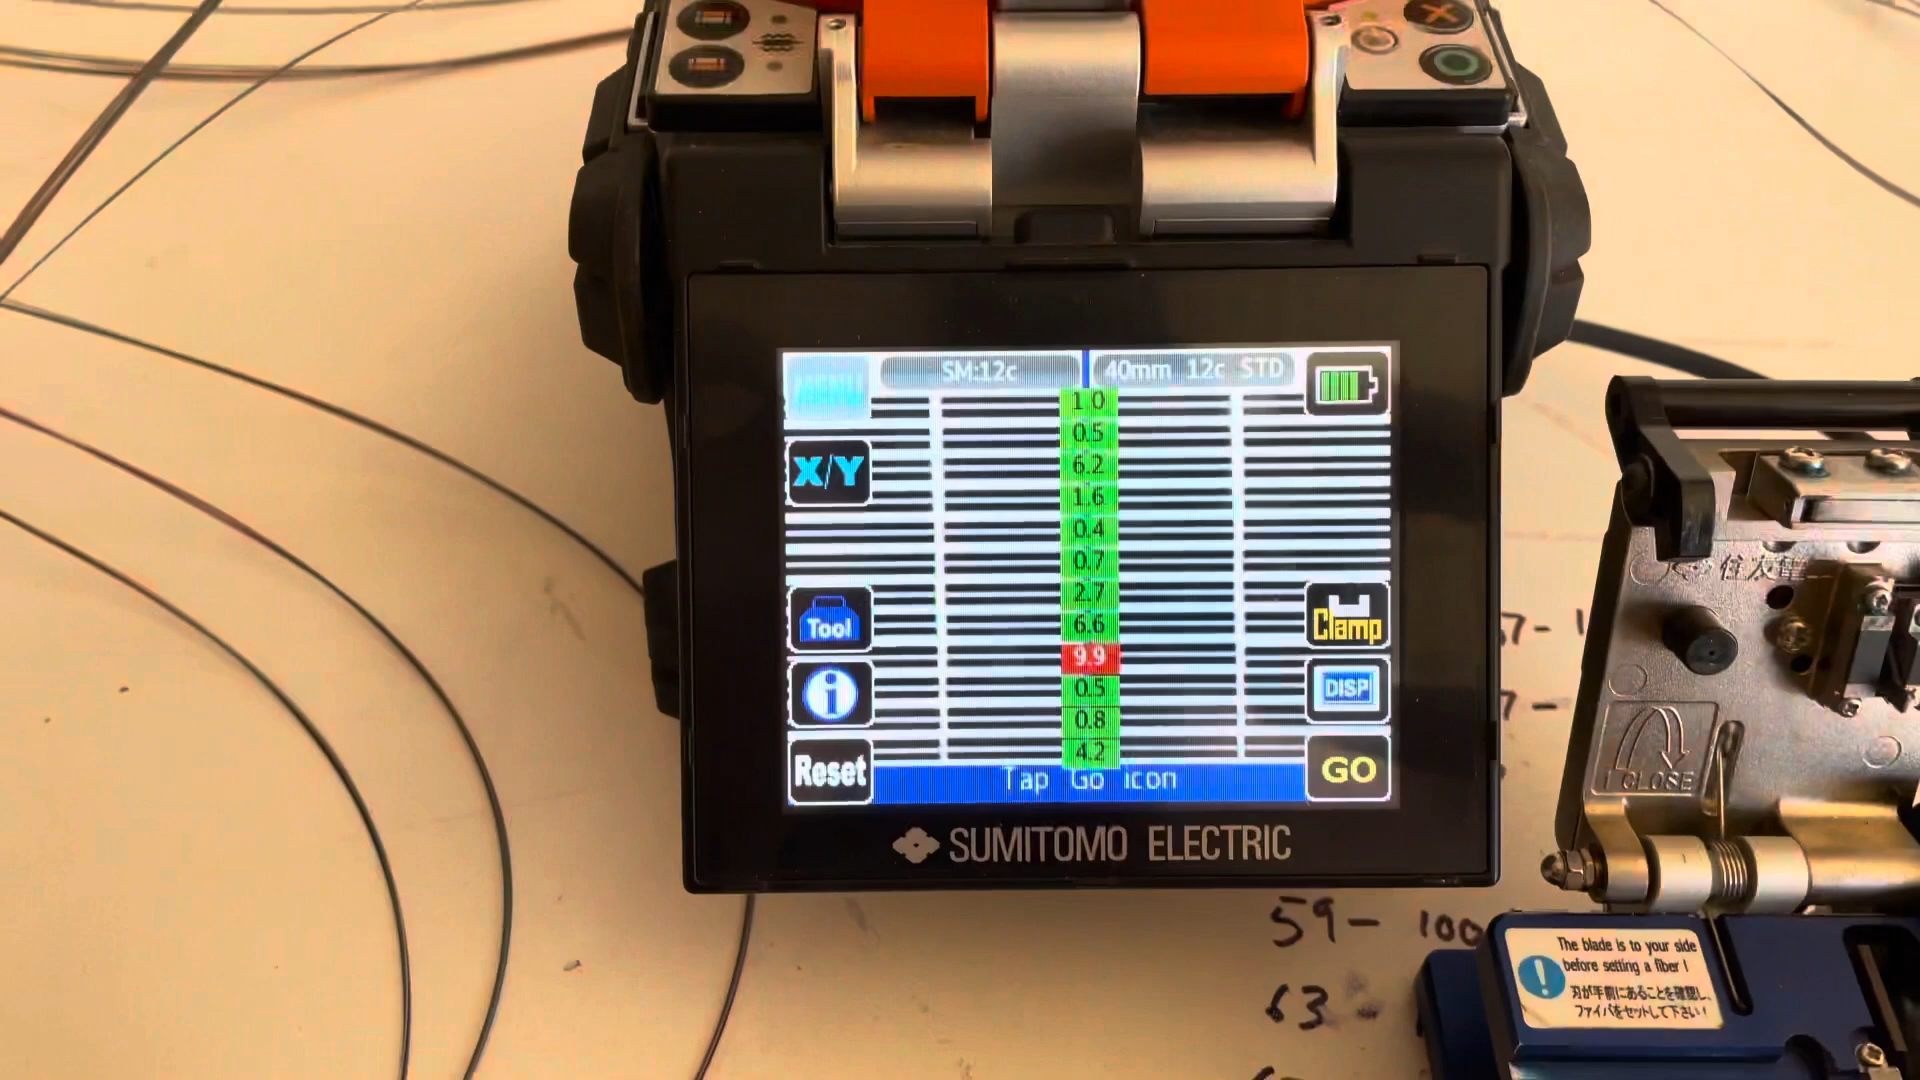 MENU
SM:12c
40mm 12c STD
1.0
0.5
6.2
1.6
0.4
0.7
2.7
6.6
9.9
0.5
0.8
4.2
X/Y
Tool
Clamp
DISP
Reset
Tap Go icon
GO
SUMITOMO ELECTRIC
CLOSE
59- 100
63 -
The blade is to your side
before setting a fiber !
刃が手前にあることを確認し、
ファイバをセットして下さい!